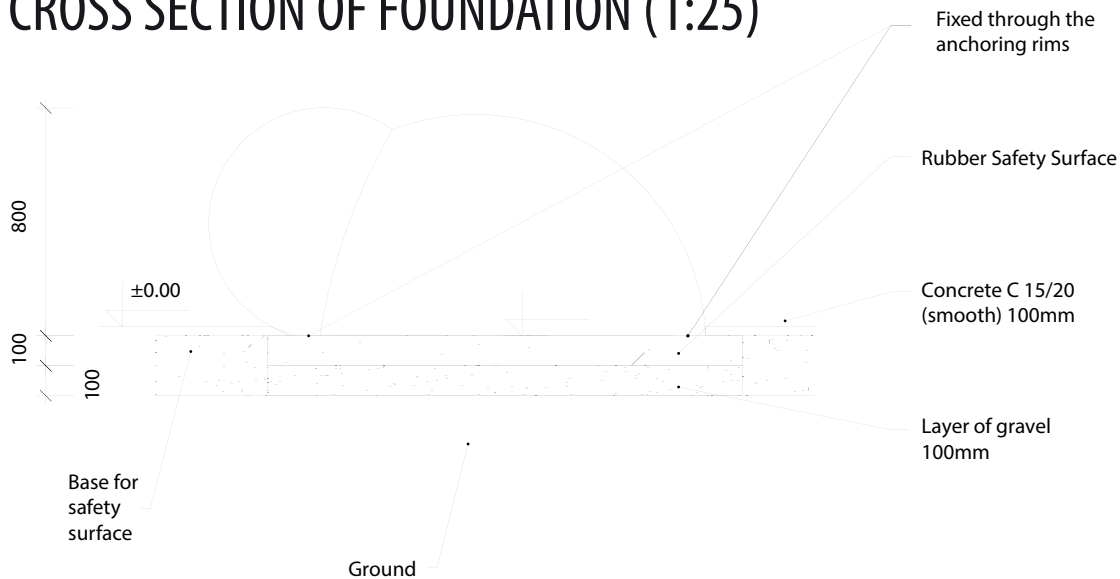 CROSS SECTION OF FOUNDATION (1:25)
Fixed through the
anchoring rims
Rubber Safety Surface
800
±0.00
Concrete C 15/20
(smooth) 100mm
100
100
Layer of gravel
100mm
Base for
safety
surface
Ground